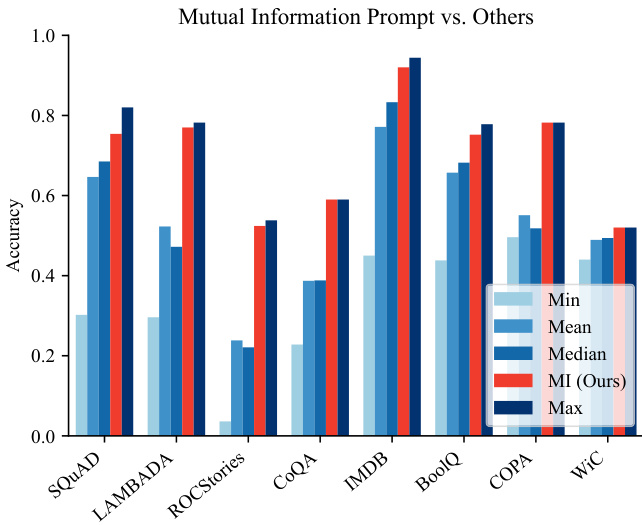 Mutual Information Prompt vs. Others
1.0
0.8
0.6
0.4
0.2
0.0
Accuracy
Min
Mean
Median
MI (Ours)
Max
SQuAD
LAMBADA
ROCStories
CoQA
IMDB
BoolQ
COPA
WiC